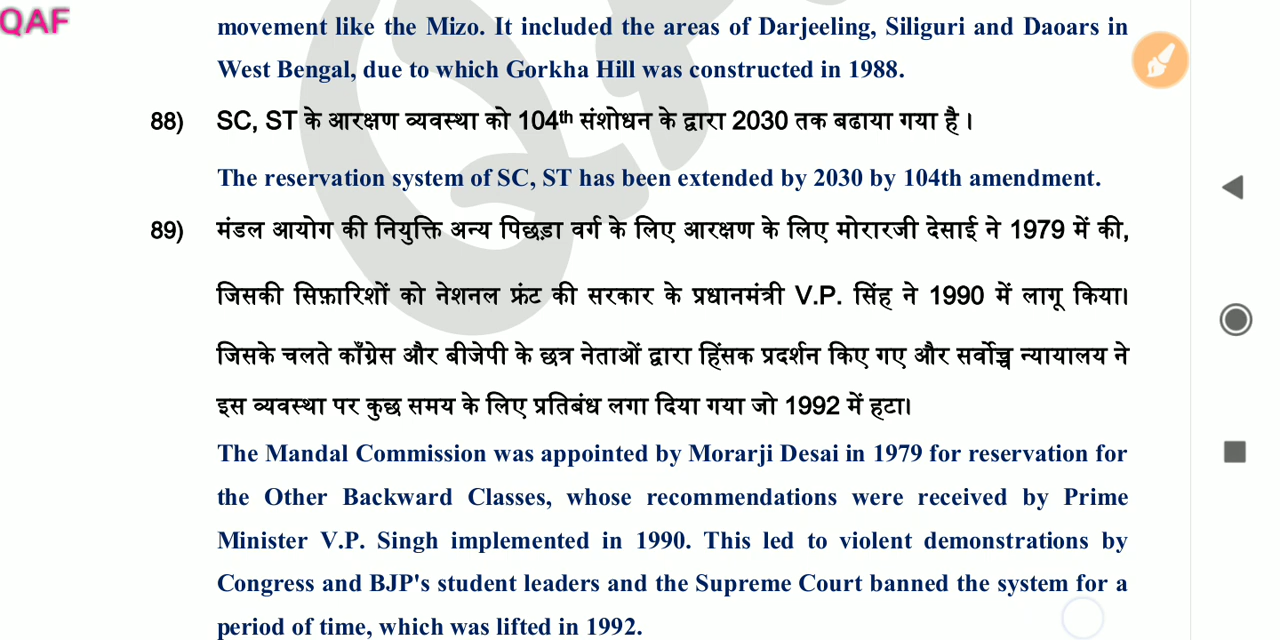 QAF
movement like the Mizo. It included the areas of Darjeeling, Siliguri and Daoars in
West Bengal, due to which Gorkha Hill was constructed in 1988.
88) SC, ST के आरक्षण व्यवस्था को 104th संशोधन के द्वारा 2030 तक बढाया गया है।
The reservation system of SC, ST has been extended by 2030 by 104th amendment.
89) मंडल आयोग की नियुक्ति अन्य पिछड़ा वर्ग के लिए आरक्षण के लिए मोरारजी देसाई ने 1979 में की,
जिसकी सिफ़ारिशों को नेशनल फ्रंट की सरकार के प्रधानमंत्री V.P. सिंह ने 1990 में लागू किया।
जिसके चलते काँग्रेस और बीजेपी के छत्र नेताओं द्वारा हिंसक प्रदर्शन किए गए और सर्वोच्च न्यायालय ने
इस व्यवस्था पर कुछ समय के लिए प्रतिबंध लगा दिया गया जो 1992 में हटा।
The Mandal Commission was appointed by Morarji Desai in 1979 for reservation for
the Other Backward Classes, whose recommendations were received by Prime
Minister V.P. Singh implemented in 1990. This led to violent demonstrations by
Congress and BJP's student leaders and the Supreme Court banned the system for a
period of time, which was lifted in 1992.